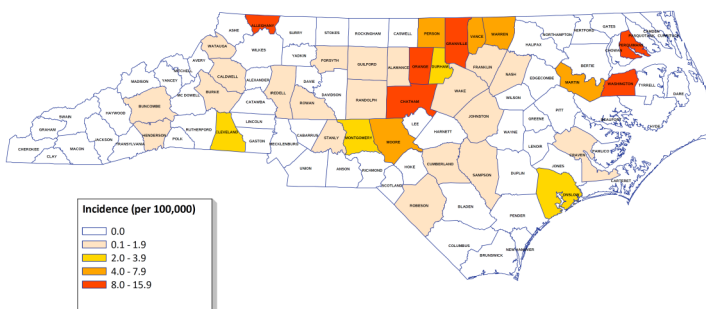 ASHE
ALLEGHANY
SURRY
STOKES
ROCKINGHAM
CASWELL
PERSON
GRANVILLE
VANCE
WARREN
NORTHAMPTON
HERTFORD
GATES
CAMDEN
CURRITUCK
PASQUOTANK
PERQUIMANS
CHOWAN
WATAUGA
WILKES
YADKIN
FORSYTH
GUILFORD
ALAMANCE
ORANGE
DURHAM
FRANKLIN
HALIFAX
BERTIE
AVERY
MITCHELL
CALDWELL
ALEXANDER
DAVIE
NASH
EDGECOMBE
MARTIN
WASHINGTON
TYRRELL
DARE
MADISON
YANCEY
MC DOWELL
BURKE
IREDELL
DAVIDSON
RANDOLPH
CHATHAM
WAKE
WILSON
CATAWBA
ROWAN
PITT
HAYWOOD
BUNCOMBE
SWAIN
GRAHAM
RUTHERFORD
LINCOLN
CLEVELAND
GASTON
MECKLENBURG
CABARRUS
STANLY
MONTGOMERY
MOORE
LEE
HARNETT
JOHNSTON
WAYNE
GREENE
BEAUFORT
HYDE
CHEROKEE
CLAY
MACON
JACKSON
TRANSYLVANIA
HENDERSON
POLK
LENOIR
CRAVEN
PAMLICO
UNION
ANSON
RICHMOND
HOKE
CUMBERLAND
SAMPSON
DUPLIN
JONES
CARTERET
SCOTLAND
ROBESON
BLADEN
ONSLOW
PENDER
COLUMBUS
BRUNSWICK
NEW HANOVER
Incidence (per 100,000)
0.0
0.1 - 1.9
2.0 - 3.9
4.0 - 7.9
8.0 - 15.9